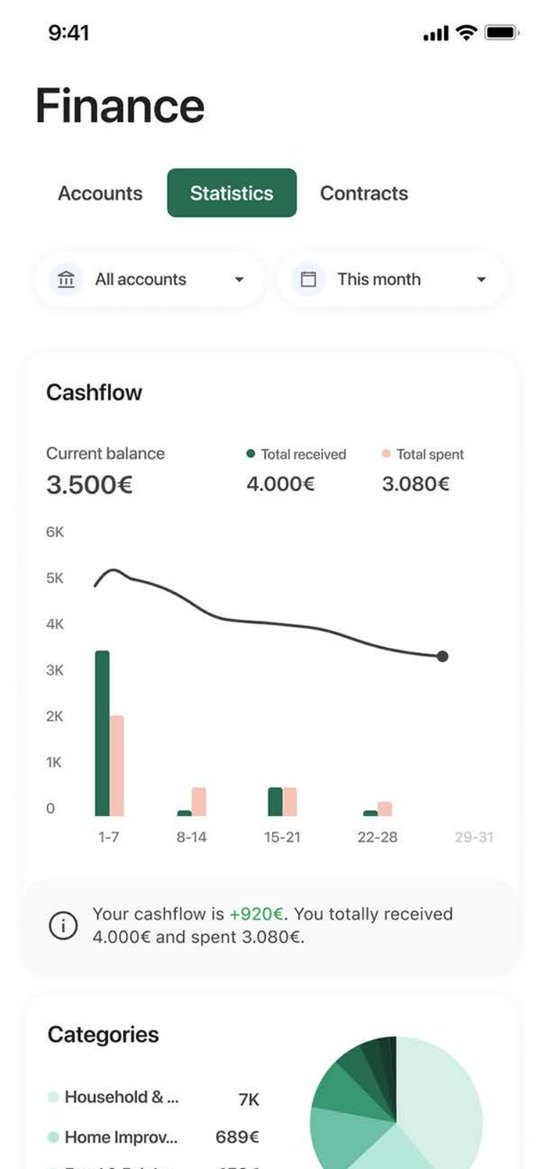 9:41
Finance
Accounts Statistics Contracts
All accounts This month
Cashflow
Current balance Total received Total spent
3.500€ 4.000€ 3.080€
6K
5K
4K
3K
2K
1K
0
1-7 8-14 15-21 22-28 29-31
Your cashflow is +920€. You totally received
4.000€ and spent 3.080€.
Categories
Household & ... 7K
Home Improv... 689€